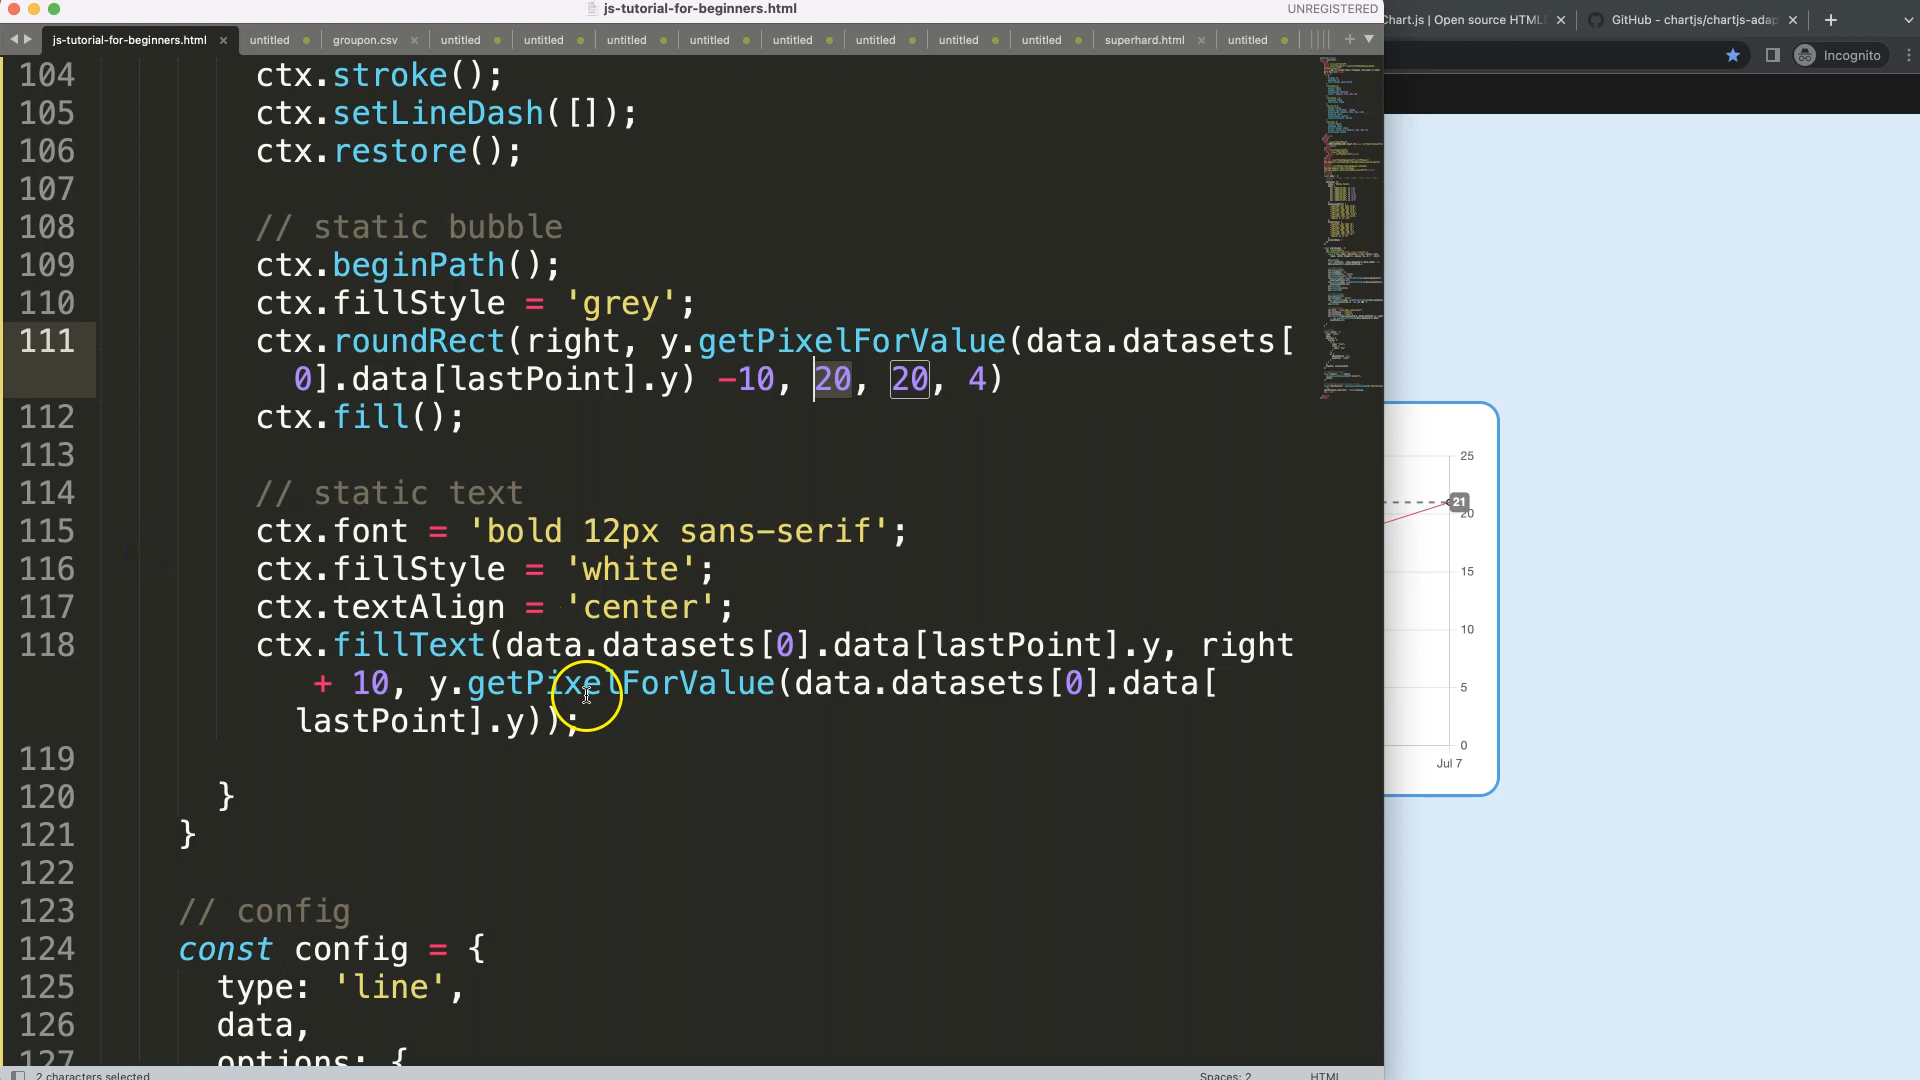 js-tutorial-for-beginners.html
UNREGISTERED
js-tutorial-for-beginners.html untitled groupon.csv untitled untitled untitled untitled untitled untitled untitled untitled superhard.html untitled
Chart.js | Open source HTML
GitHub - chartjs/chartjs-adap
Incognito
104 ctx.stroke();
105 ctx.setLineDash([]);
106 ctx.restore();
107
108 // static bubble
109 ctx.beginPath();
110 ctx.fillStyle = 'grey';
111 ctx.roundRect(right, y.getPixelForValue(data.datasets[
0].data[lastPoint].y) -10, 20, 20, 4)
112 ctx.fill();
113
114 // static text
115 ctx.font = 'bold 12px sans-serif';
116 ctx.fillStyle = 'white';
117 ctx.textAlign = 'center';
118 ctx.fillText(data.datasets[0].data[lastPoint].y, right
+ 10, y.getPixelForValue(data.datasets[0].data[
lastPoint].y));
119
120 }
121 }
122
123 // config
124 const config = {
125 type: 'line',
126 data,
127 options: {
25
21
20
15
10
5
0
Jul 7
2 characters selected
Spaces: 2
HTML